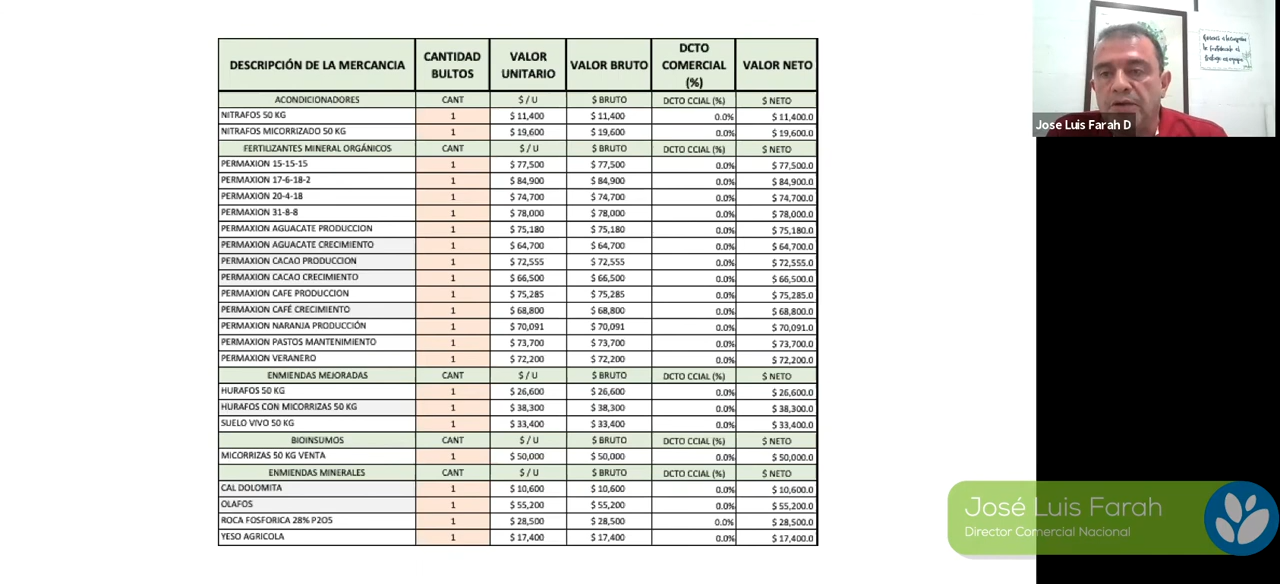 DESCRIPCIÓN DE LA MERCANCIA CANTIDAD BULTOS VALOR UNITARIO VALOR BRUTO DCTO COMERCIAL (%) VALOR NETO
ACONDICIONADORES CANT $ / U $ BRUTO DCTO CCIAL (%) $ NETO
NITRAFOS 50 KG 1 $ 11,400 $ 11,400 0.0% $ 11,400.0
NITRAFOS MICORRIZADO 50 KG 1 $ 19,600 $ 19,600 0.0% $ 19,600.0
FERTILIZANTES MINERAL ORGÁNICOS CANT $ / U $ BRUTO DCTO CCIAL (%) $ NETO
PERMAXION 15-15-15 1 $ 77,500 $ 77,500 0.0% $ 77,500.0
PERMAXION 17-6-18-2 1 $ 84,900 $ 84,900 0.0% $ 84,900.0
PERMAXION 20-4-18 1 $ 74,700 $ 74,700 0.0% $ 74,700.0
PERMAXION 31-8-8 1 $ 78,000 $ 78,000 0.0% $ 78,000.0
PERMAXION AGUACATE PRODUCCION 1 $ 75,180 $ 75,180 0.0% $ 75,180.0
PERMAXION AGUACATE CRECIMIENTO 1 $ 64,700 $ 64,700 0.0% $ 64,700.0
PERMAXION CACAO PRODUCCION 1 $ 72,555 $ 72,555 0.0% $ 72,555.0
PERMAXION CACAO CRECIMIENTO 1 $ 66,500 $ 66,500 0.0% $ 66,500.0
PERMAXION CAFE PRODUCCION 1 $ 75,285 $ 75,285 0.0% $ 75,285.0
PERMAXION CAFÉ CRECIMIENTO 1 $ 68,800 $ 68,800 0.0% $ 68,800.0
PERMAXION NARANJA PRODUCCIÓN 1 $ 70,091 $ 70,091 0.0% $ 70,091.0
PERMAXION PASTOS MANTENIMIENTO 1 $ 73,700 $ 73,700 0.0% $ 73,700.0
PERMAXION VERANERO 1 $ 72,200 $ 72,200 0.0% $ 72,200.0
ENMIENDAS MEJORADAS CANT $ / U $ BRUTO DCTO CCIAL (%) $ NETO
HURAFOS 50 KG 1 $ 26,600 $ 26,600 0.0% $ 26,600.0
HURAFOS CON MICORRIZAS 50 KG 1 $ 38,300 $ 38,300 0.0% $ 38,300.0
SUELO VIVO 50 KG 1 $ 33,400 $ 33,400 0.0% $ 33,400.0
BIOINSUMOS CANT $ / U $ BRUTO DCTO CCIAL (%) $ NETO
MICORRIZAS 50 KG VENTA 1 $ 50,000 $ 50,000 0.0% $ 50,000.0
ENMIENDAS MINERALES CANT $ / U $ BRUTO DCTO CCIAL (%) $ NETO
CAL DOLOMITA 1 $ 10,600 $ 10,600 0.0% $ 10,600.0
OLAFOS 1 $ 55,200 $ 55,200 0.0% $ 55,200.0
ROCA FOSFORICA 28% P2O5 1 $ 28,500 $ 28,500 0.0% $ 28,500.0
YESO AGRICOLA 1 $ 17,400 $ 17,400 0.0% $ 17,400.0
Jose Luis Farah D
José Luis Farah
Director Comercial Nacional